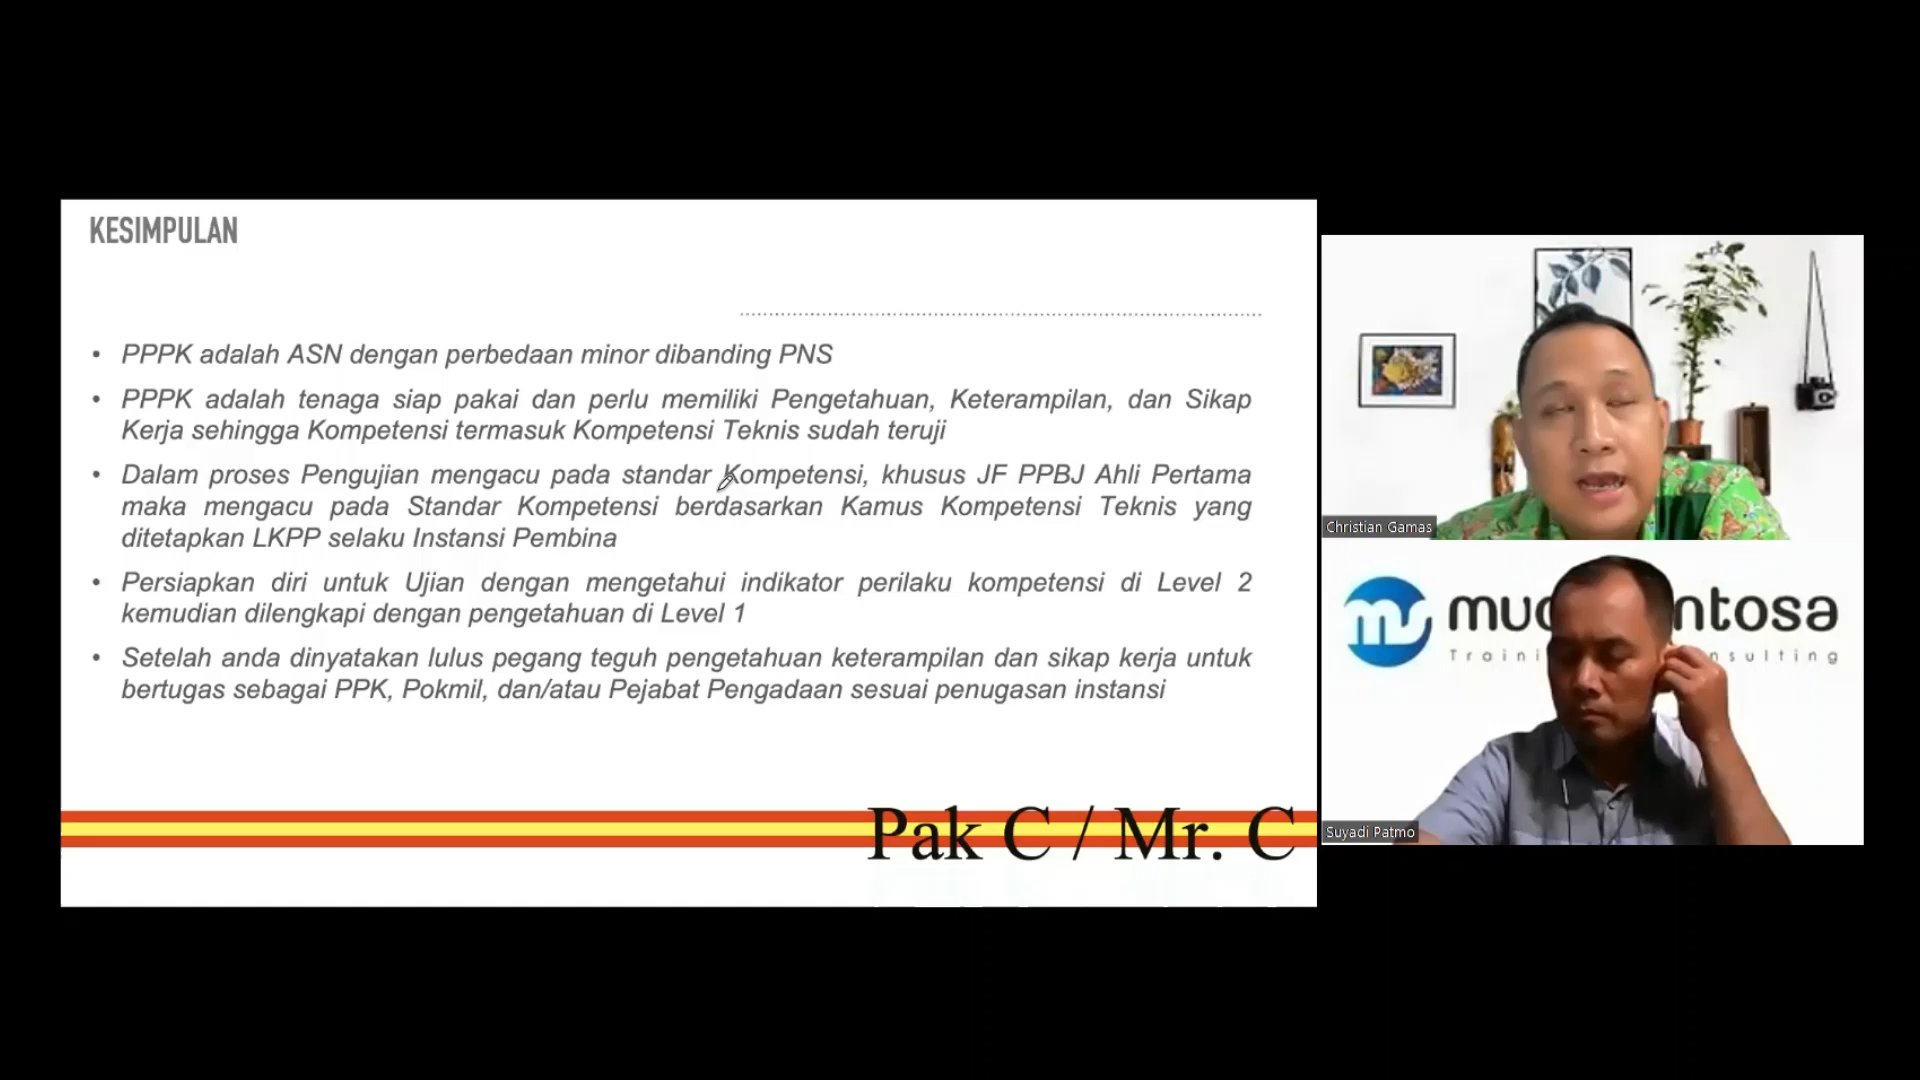 KESIMPULAN
• PPPK adalah ASN dengan perbedaan minor dibanding PNS
• PPPK adalah tenaga siap pakai dan perlu memiliki Pengetahuan, Keterampilan, dan Sikap
Kerja sehingga Kompetensi termasuk Kompetensi Teknis sudah teruji
• Dalam proses Pengujian mengacu pada standar Kompetensi, khusus JF PPBJ Ahli Pertama
maka mengacu pada Standar Kompetensi berdasarkan Kamus Kompetensi Teknis yang
ditetapkan LKPP selaku Instansi Pembina
• Persiapkan diri untuk Ujian dengan mengetahui indikator perilaku kompetensi di Level 2
kemudian dilengkapi dengan pengetahuan di Level 1
• Setelah anda dinyatakan lulus pegang teguh pengetahuan keterampilan dan sikap kerja untuk
bertugas sebagai PPK, Pokmil, dan/atau Pejabat Pengadaan sesuai penugasan instansi
Pak C / Mr. C
Christian Gamas
Suyadi Patmo